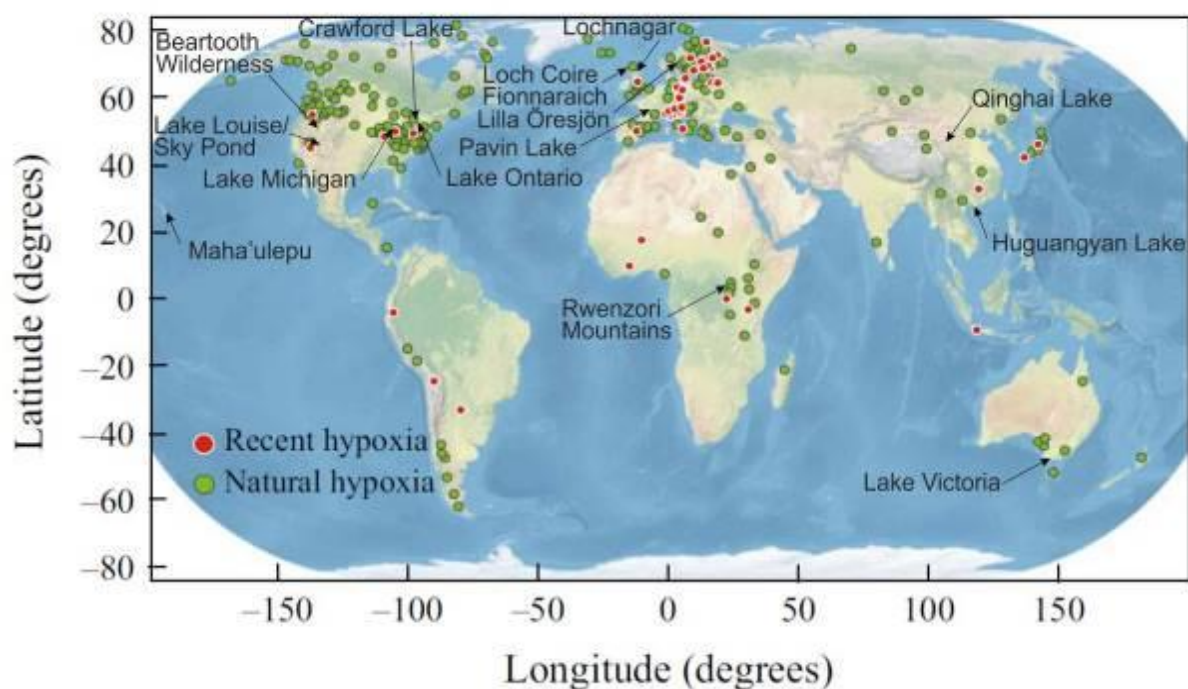 80
60
40
20
0
−20
−40
−60
−80
Latitude (degrees)
Crawford Lake
Lochnagar
Beartooth
Wilderness
Loch Coire
Fionnaraich
Qinghai Lake
Lake Louise/
Sky Pond
Lilla Öresjön
Pavin Lake
Lake Michigan
Lake Ontario
Maha'ulepu
Huguangyan Lake
Rwenzori
Mountains
Recent hypoxia
Natural hypoxia
Lake Victoria
−150
−100
−50
0
50
100
150
Longitude (degrees)